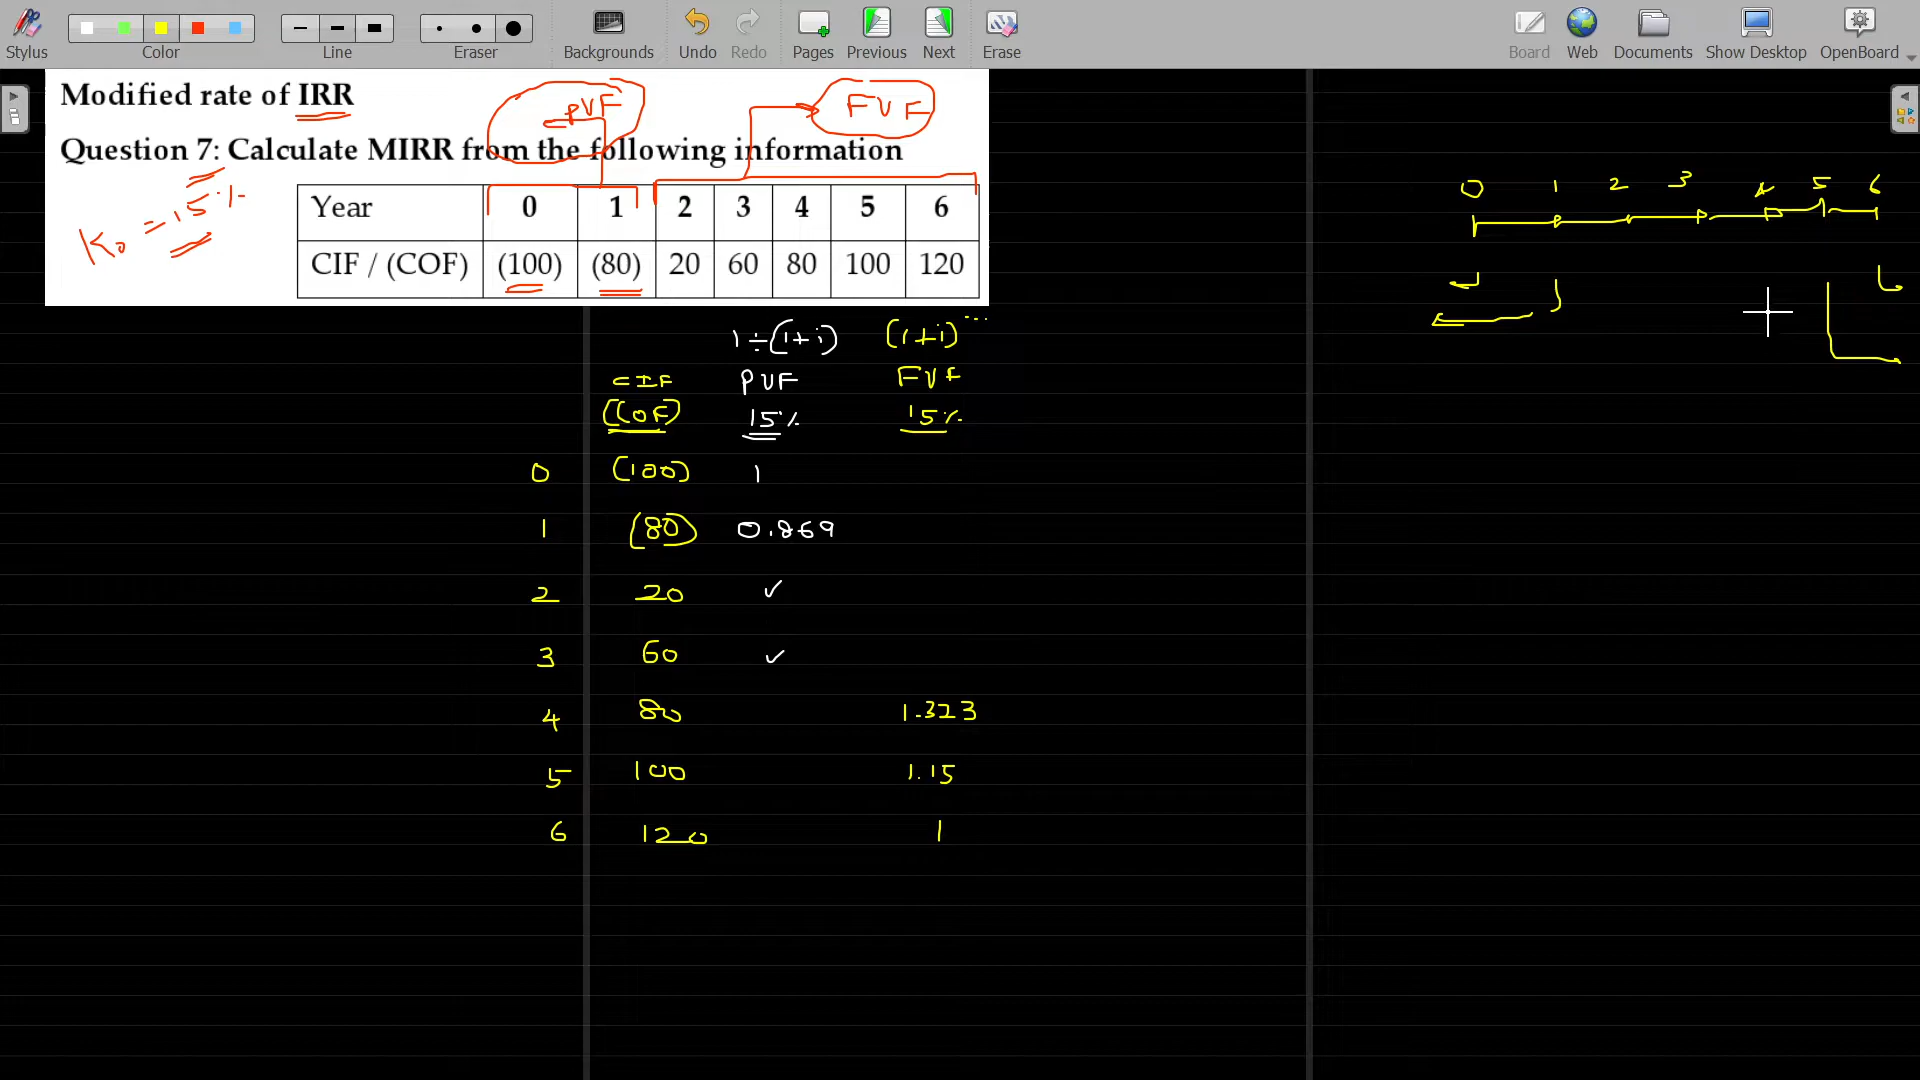 Stylus Color Line Eraser Backgrounds Undo Redo Pages Previous Next Erase Board Web Documents Show Desktop OpenBoard
Modified rate of IRR
PVF FVF
Question 7: Calculate MIRR from the following information
K₀ = 15%
Year 0 1 2 3 4 5 6
CIF / (COF) (100) (80) 20 60 80 100 120
0 1 2 3 4 5 6
1 ÷ (1+i) (1+i)...
CIF PVF FVF
(COF) 15% 15%
0 (100) 1
1 (80) 0.869
2 20 ✓
3 60 ✓
4 80 1.323
5 100 1.15
6 120 1